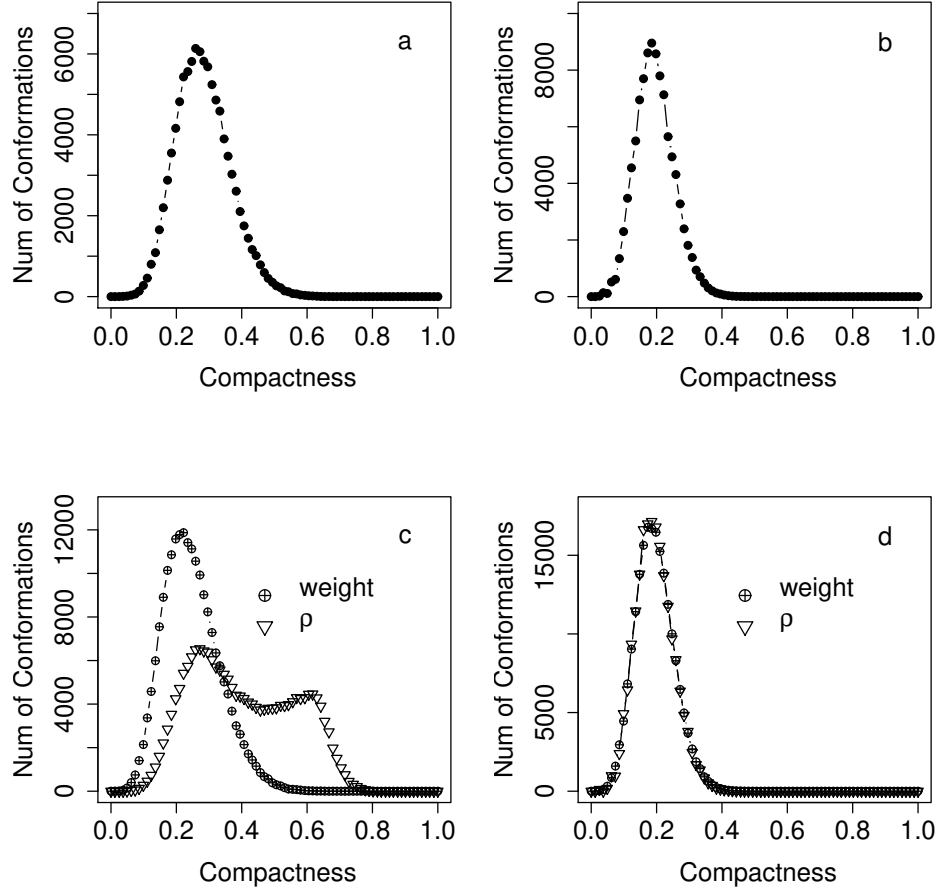 a
Num of Conformations
0 2000 4000 6000
0.0 0.2 0.4 0.6 0.8 1.0
Compactness
b
Num of Conformations
0 4000 8000
0.0 0.2 0.4 0.6 0.8 1.0
Compactness
c
weight
ρ
Num of Conformations
0 4000 8000 12000
0.0 0.2 0.4 0.6 0.8 1.0
Compactness
d
weight
ρ
Num of Conformations
0 5000 15000
0.0 0.2 0.4 0.6 0.8 1.0
Compactness